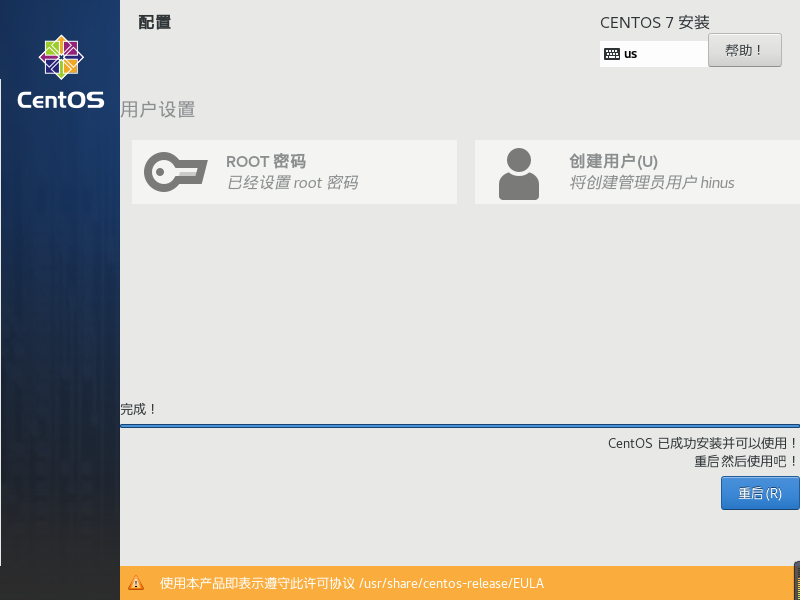 配置
CENTOS 7 安装
us
帮助！
CentOS
用户设置
ROOT 密码
已经设置 root 密码
创建用户(U)
将创建管理员用户 hinus
完成！
CentOS 已成功安装并可以使用！
重启然后使用吧！
重启(R)
使用本产品即表示遵守此许可协议 /usr/share/centos-release/EULA